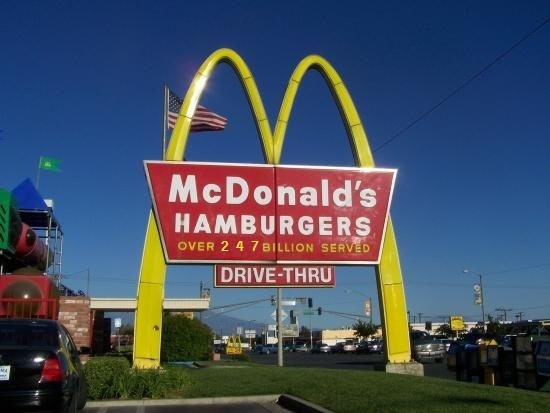 McDonald's
HAMBURGERS
OVER 247 BILLION SERVED
DRIVE-THRU